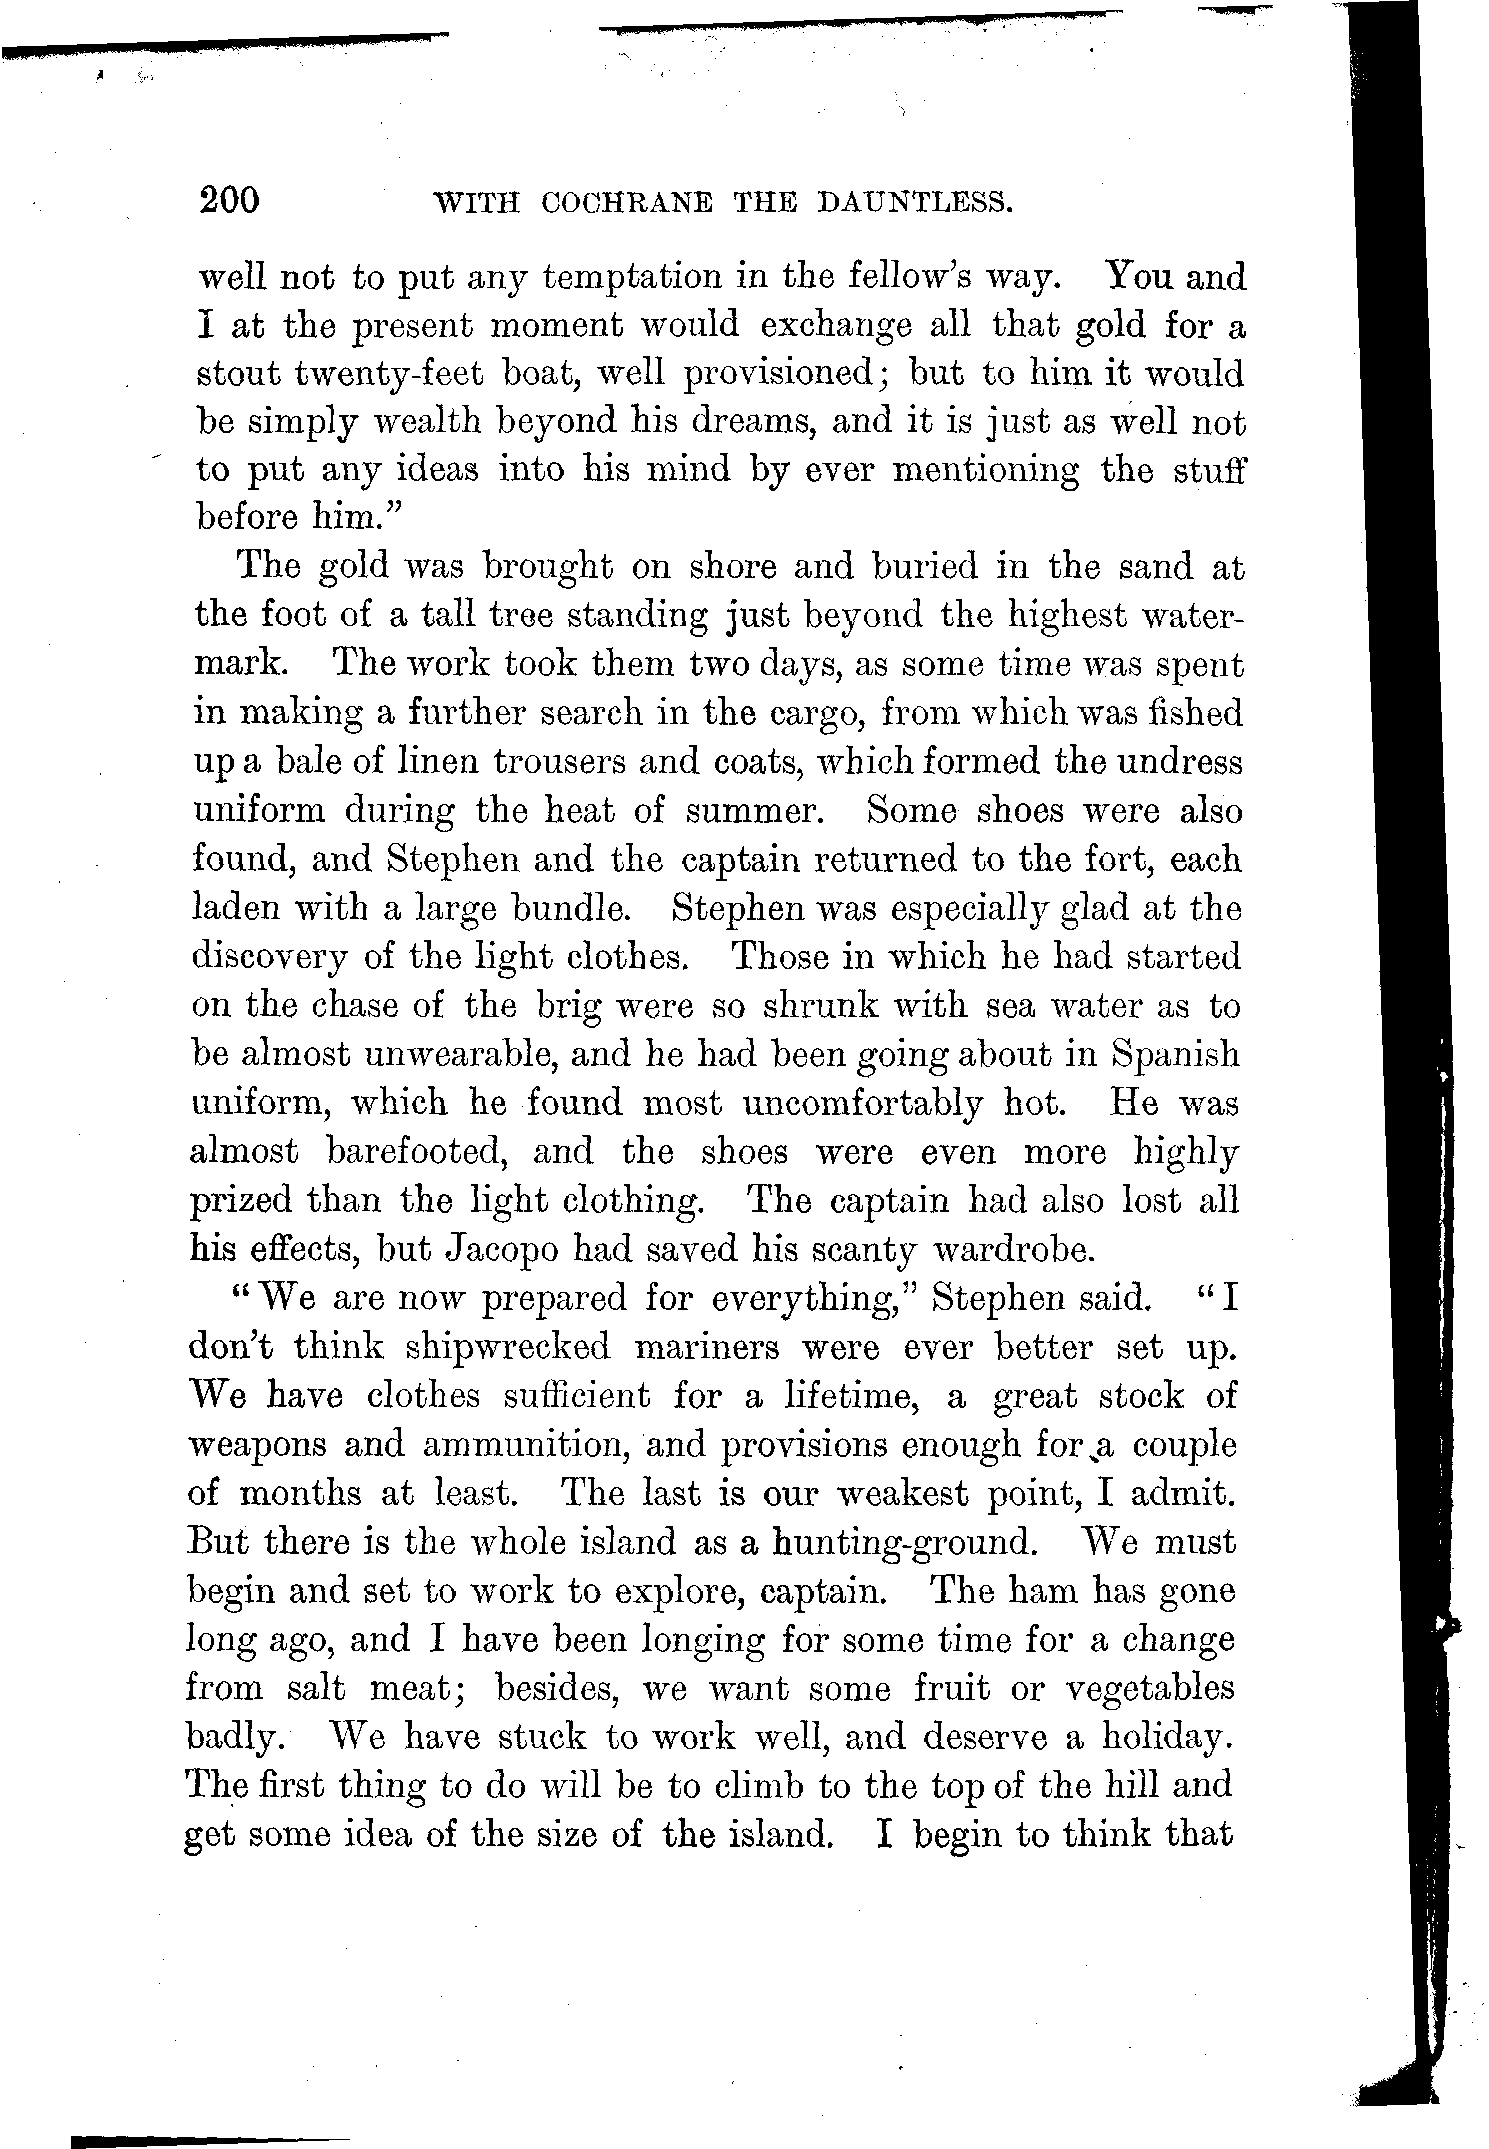 200 WITH COCHRANE THE DAUNTLESS.
well not to put any temptation in the fellow's way. You and
I at the present moment would exchange all that gold for a
stout twenty-feet boat, well provisioned; but to him it would
be simply wealth beyond his dreams, and it is just as well not
to put any ideas into his mind by ever mentioning the stuff
before him."
The gold was brought on shore and buried in the sand at
the foot of a tall tree standing just beyond the highest water-
mark. The work took them two days, as some time was spent
in making a further search in the cargo, from which was fished
up a bale of linen trousers and coats, which formed the undress
uniform during the heat of summer. Some shoes were also
found, and Stephen and the captain returned to the fort, each
laden with a large bundle. Stephen was especially glad at the
discovery of the light clothes. Those in which he had started
on the chase of the brig were so shrunk with sea water as to
be almost unwearable, and he had been going about in Spanish
uniform, which he found most uncomfortably hot. He was
almost barefooted, and the shoes were even more highly
prized than the light clothing. The captain had also lost all
his effects, but Jacopo had saved his scanty wardrobe.
"We are now prepared for everything," Stephen said. "I
don't think shipwrecked mariners were ever better set up.
We have clothes sufficient for a lifetime, a great stock of
weapons and ammunition, and provisions enough for a couple
of months at least. The last is our weakest point, I admit.
But there is the whole island as a hunting-ground. We must
begin and set to work to explore, captain. The ham has gone
long ago, and I have been longing for some time for a change
from salt meat; besides, we want some fruit or vegetables
badly. We have stuck to work well, and deserve a holiday.
The first thing to do will be to climb to the top of the hill and
get some idea of the size of the island. I begin to think that